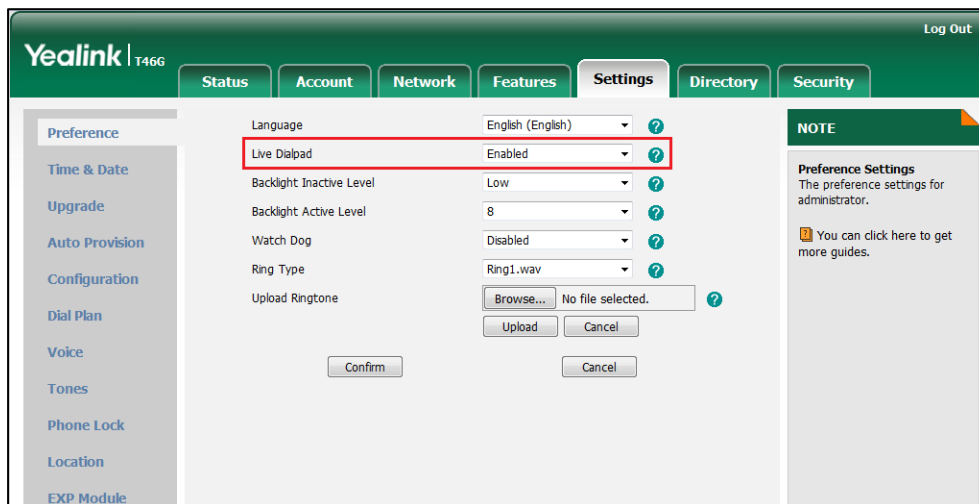 Log Out
Yealink T46G
Status Account Network Features Settings Directory Security
Preference
Time & Date
Upgrade
Auto Provision
Configuration
Dial Plan
Voice
Tones
Phone Lock
Location
EXP Module
Language English (English) ?
Live Dialpad Enabled ?
Backlight Inactive Level Low ?
Backlight Active Level 8 ?
Watch Dog Disabled ?
Ring Type Ring1.wav ?
Upload Ringtone Browse... No file selected. ?
Upload Cancel
Confirm Cancel
NOTE
Preference Settings
The preference settings for
administrator.
? You can click here to get
more guides.